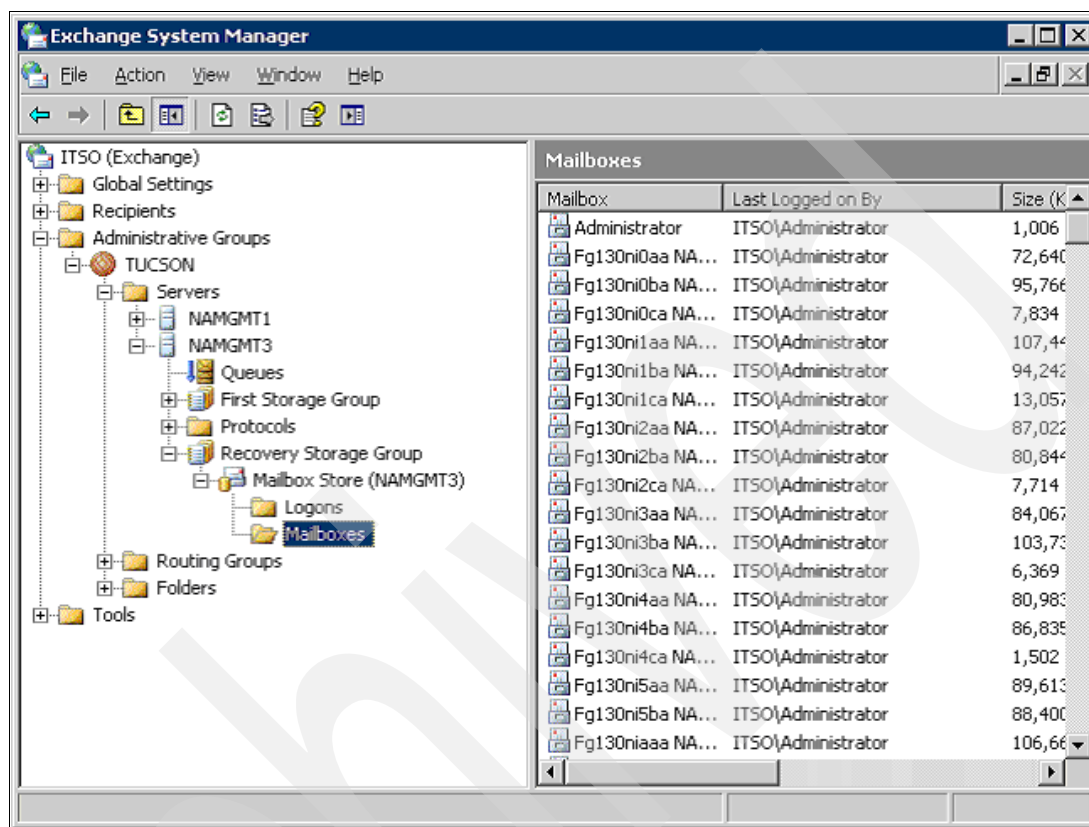 Exchange System Manager
File Action View Window Help
ITSO (Exchange)
Global Settings
Recipients
Administrative Groups
TUCSON
Servers
NAMGMT1
NAMGMT3
Queues
First Storage Group
Protocols
Recovery Storage Group
Mailbox Store (NAMGMT3)
Logons
Mailboxes
Routing Groups
Folders
Tools
Mailboxes
Mailbox Last Logged on By Size (K
Administrator ITSO\Administrator 1,006
Fg130ni0aa NA... ITSO\Administrator 72,640
Fg130ni0ba NA... ITSO\Administrator 95,766
Fg130ni0ca NA... ITSO\Administrator 7,834
Fg130ni1aa NA... ITSO\Administrator 107,44
Fg130ni1ba NA... ITSO\Administrator 94,242
Fg130ni1ca NA... ITSO\Administrator 13,057
Fg130ni2aa NA... ITSO\Administrator 87,022
Fg130ni2ba NA... ITSO\Administrator 80,844
Fg130ni2ca NA... ITSO\Administrator 7,714
Fg130ni3aa NA... ITSO\Administrator 84,067
Fg130ni3ba NA... ITSO\Administrator 103,73
Fg130ni3ca NA... ITSO\Administrator 6,369
Fg130ni4aa NA... ITSO\Administrator 80,983
Fg130ni4ba NA... ITSO\Administrator 86,835
Fg130ni4ca NA... ITSO\Administrator 1,502
Fg130ni5aa NA... ITSO\Administrator 89,613
Fg130ni5ba NA... ITSO\Administrator 88,400
Fg130niaaa NA... ITSO\Administrator 106,66